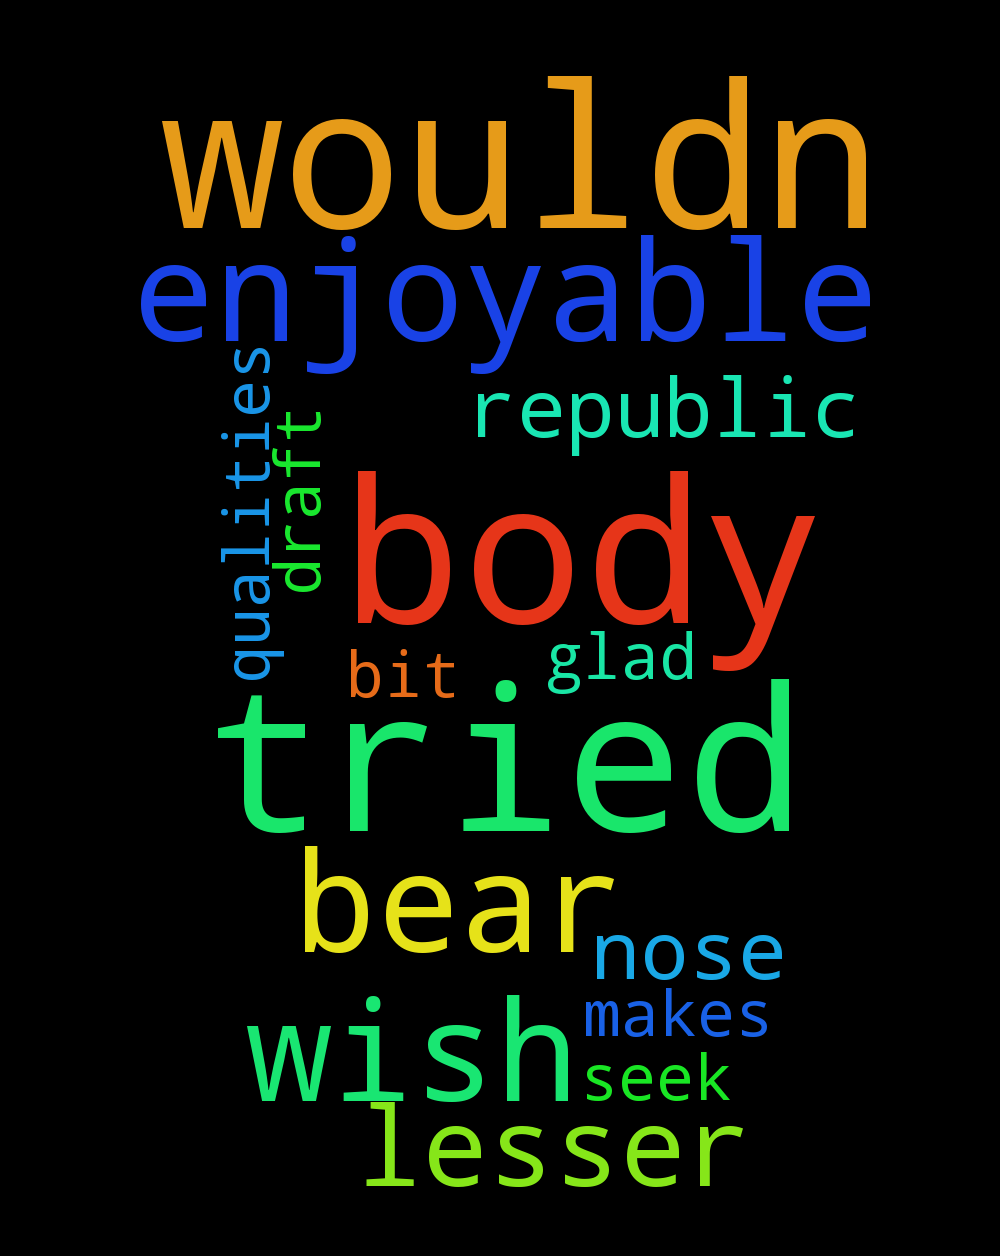 wouldn
enjoyable
qualities
draft
republic
body
bit
glad
tried
bear
nose
wish
makes
seek
lesser